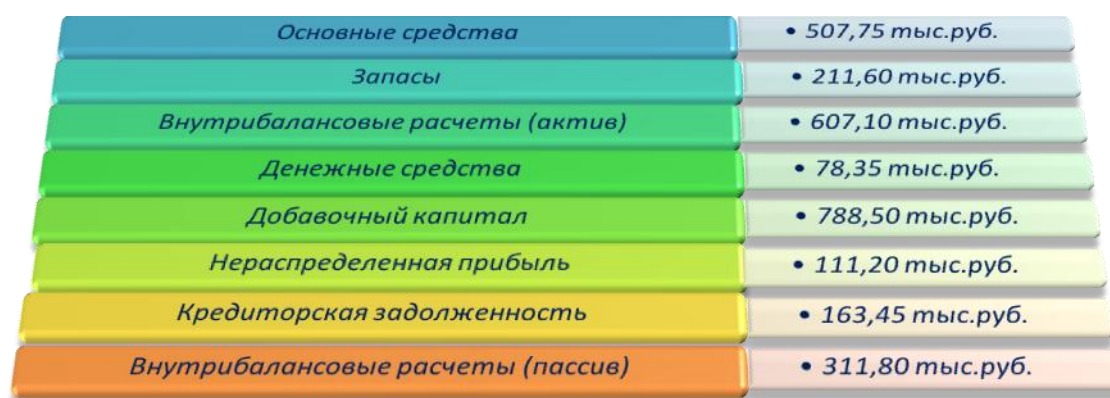 Основные средства • 507,75 тыс.руб.
Запасы • 211,60 тыс.руб.
Внутрибалансовые расчеты (актив) • 607,10 тыс.руб.
Денежные средства • 78,35 тыс.руб.
Добавочный капитал • 788,50 тыс.руб.
Нераспределенная прибыль • 111,20 тыс.руб.
Кредиторская задолженность • 163,45 тыс.руб.
Внутрибалансовые расчеты (пассив) • 311,80 тыс.руб.